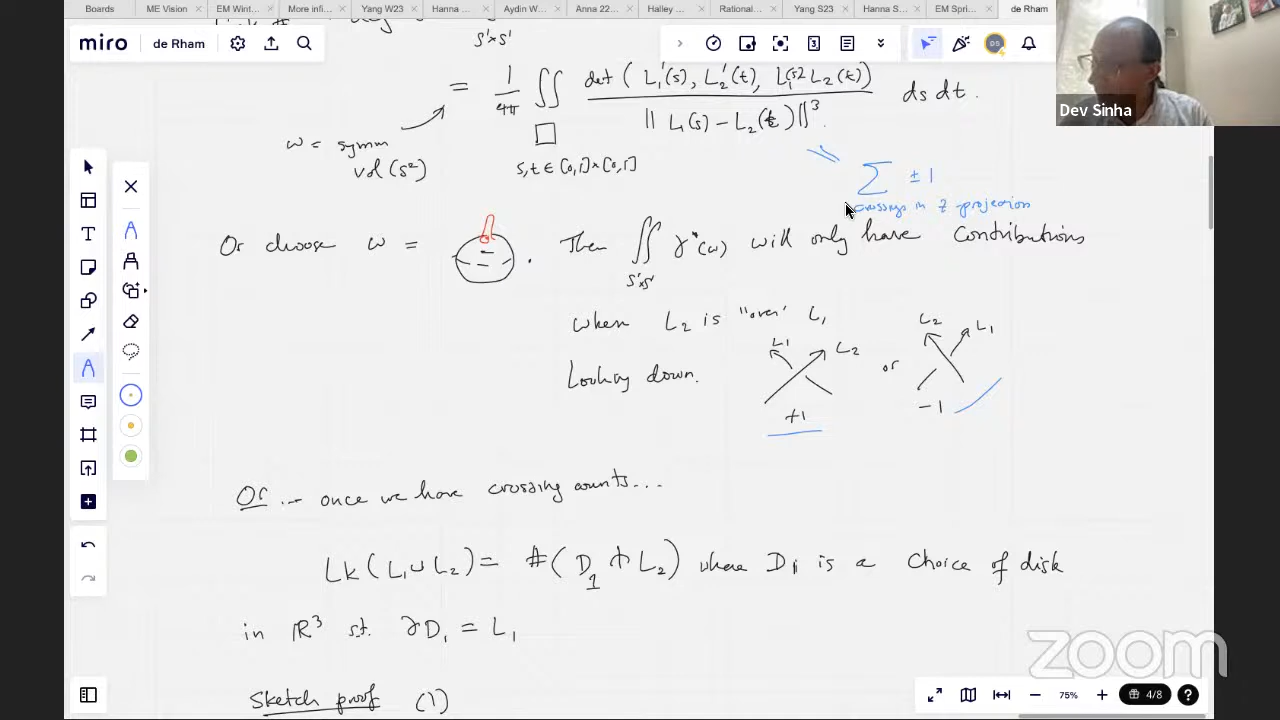 Boards ME Vision EM Wint... More infi... Yang W23 Hanna ... Aydin W... Anna 22... Halley ... Rational... Yang S23 Hanna S... EM Spri... de Rham
miro de Rham
S¹×S¹
= 1/4π ∬ det ( L₁'(s), L₂'(t), L₁(s) L₂(t) ) / ‖ L₁(s) − L₂(t) ‖³ ds dt.
s,t ∈ [0,1]×[0,1]
ω = symm
vol (S²)
∑ ±1
crossings in z-projection
Or choose ω = . Then ∬ γ*(ω) will only have contributions
S¹×S¹
when L₂ is "over" L₁
Looking down.
L₁ L₂ or L₂ L₁
+1 −1
Or .— once we have crossing counts...
Lk ( L₁ ∪ L₂ ) = # ( D₁ ⋔ L₂ ) where D₁ is a choice of disk
in ℝ³ s.t. ∂D₁ = L₁
Sketch proof (1)
Dev Sinha
DS
75% 4/8 ?
zoom